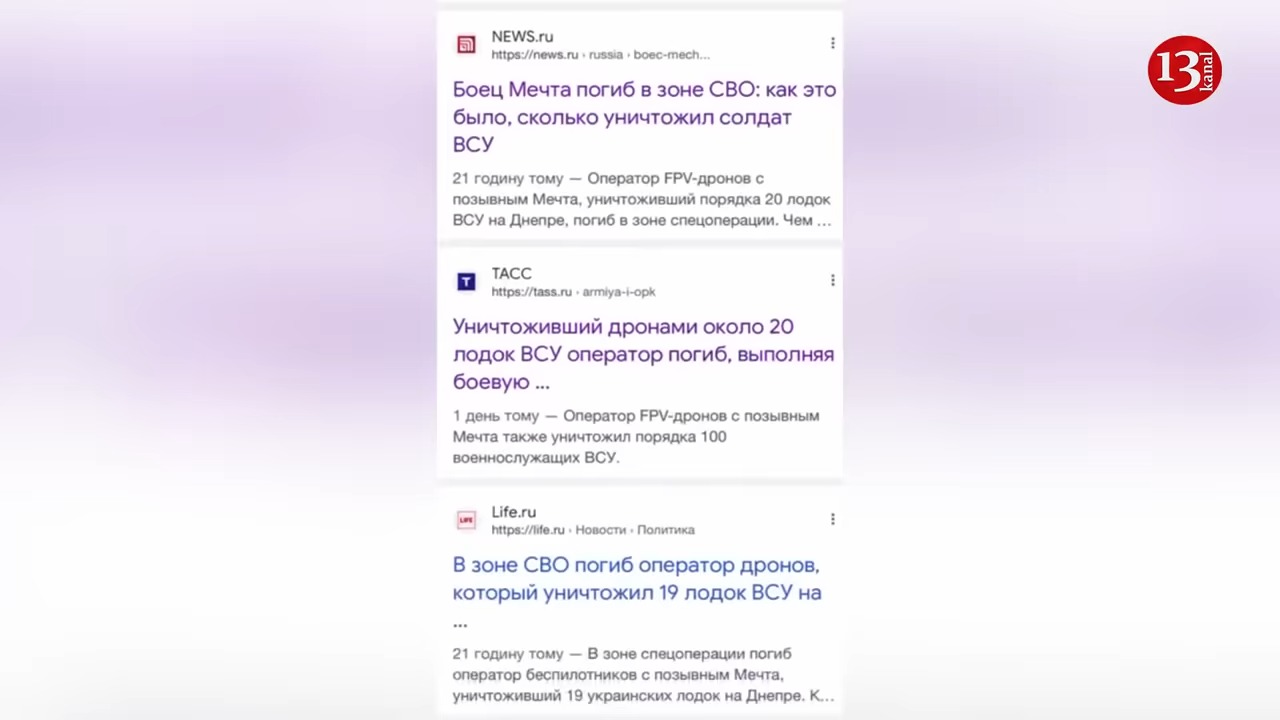 NEWS.ru
https://news.ru › russia › boec-mech...
Боец Мечта погиб в зоне СВО: как это
было, сколько уничтожил солдат
ВСУ
21 годину тому — Оператор FPV-дронов с
позывным Мечта, уничтоживший порядка 20 лодок
ВСУ на Днепре, погиб в зоне спецоперации. Чем ...
13 kanal
ТАСС
https://tass.ru › armiya-i-opk
Уничтоживший дронами около 20
лодок ВСУ оператор погиб, выполняя
боевую ...
1 день тому — Оператор FPV-дронов с позывным
Мечта также уничтожил порядка 100
военнослужащих ВСУ.
LIFE
Life.ru
https://life.ru › Новости › Политика
В зоне СВО погиб оператор дронов,
который уничтожил 19 лодок ВСУ на
...
21 годину тому — В зоне спецоперации погиб
оператор беспилотников с позывным Мечта,
уничтоживший 19 украинских лодок на Днепре. К...